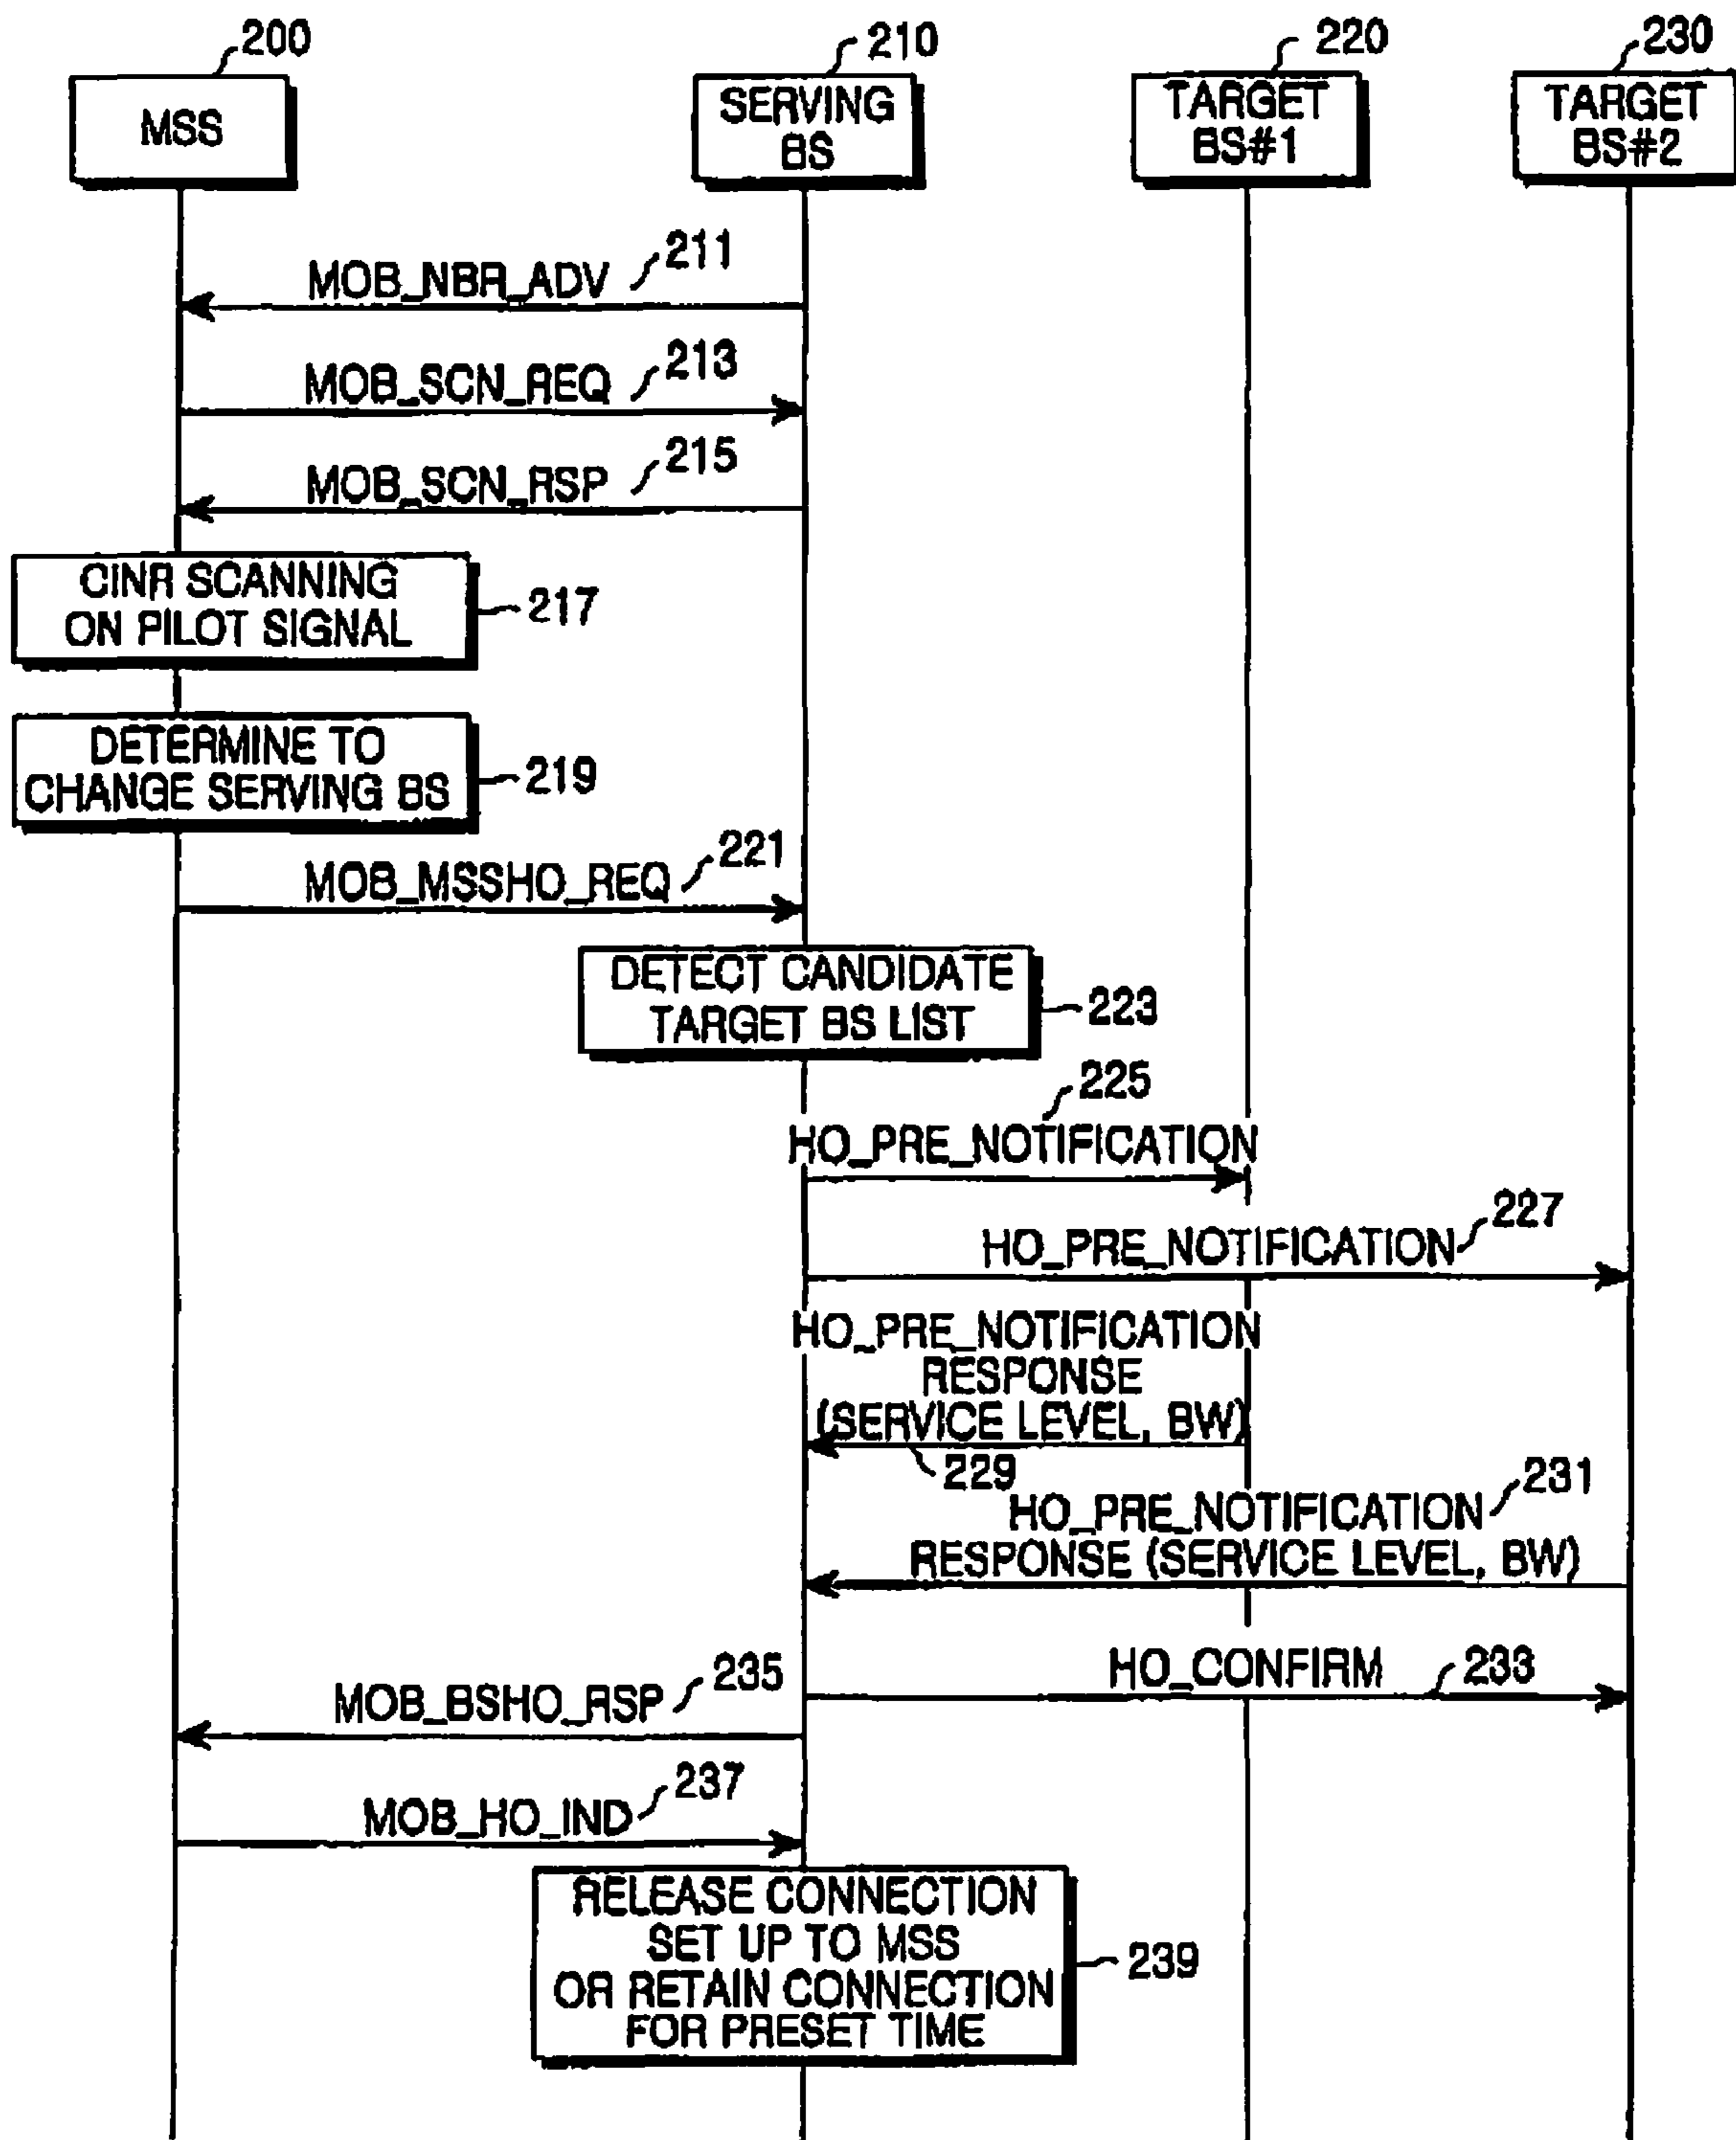 200
210
220
230
MSS
SERVING
BS
TARGET
BS#1
TARGET
BS#2
MOB_NBR_ADV
211
MOB_SCN_REQ
213
MOB_SCN_RSP
215
CINR SCANNING
ON PILOT SIGNAL
217
DETERMINE TO
CHANGE SERVING BS
219
MOB_MSSHO_REQ
221
DETECT CANDIDATE
TARGET BS LIST
223
225
HO_PRE_NOTIFICATION
227
HO_PRE_NOTIFICATION
HO_PRE_NOTIFICATION
RESPONSE
(SERVICE LEVEL, BW)
229
231
HO_PRE_NOTIFICATION
RESPONSE (SERVICE LEVEL, BW)
HO_CONFIRM
233
MOB_BSHO_RSP
235
MOB_HO_IND
237
RELEASE CONNECTION
SET UP TO MSS
OR RETAIN CONNECTION
FOR PRESET TIME
239